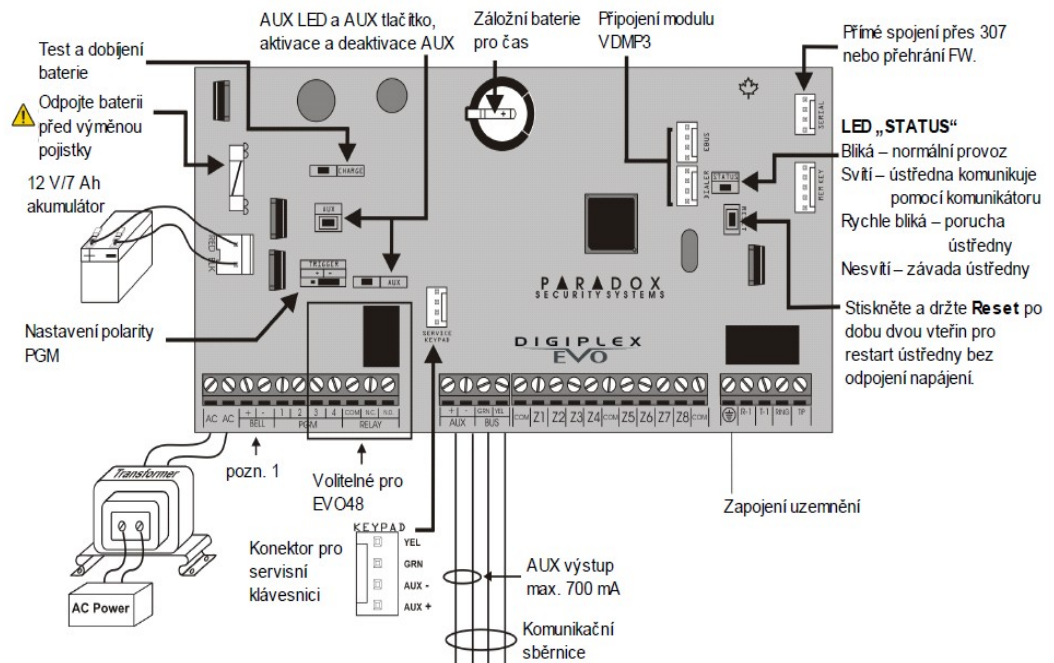 AUX LED a AUX tlačítko,
aktivace a deaktivace AUX
Záložní baterie
pro čas
Připojení modulu
VDMP3
Přímé spojení přes 307
nebo přehrání FW.
Test a dobíjení
baterie
Odpojte baterii
před výměnou
pojistky
12 V/7 Ah
akumulátor
LED „STATUS“
Bliká – normální provoz
Svítí – ústředna komunikuje
pomocí komunikátoru
Rychle bliká – porucha
ústředny
Nesvítí – závada ústředny
Stiskněte a držte Reset po
dobu dvou vteřin pro
restart ústředny bez
odpojení napájení.
CHARGE
AUX
EBUS
DIALER
SERIAL
STATUS
MEM KEY
RESET
RED BLK
TRIGGER
+ -
AUX
PARADOX
SECURITY SYSTEMS
SERVICE
KEYPAD
DIGIPLEX
EVO
Nastavení polarity
PGM
AC AC + - 1 2 3 4 COM N.C. N.O.
BELL PGM RELAY
+ - GRN YEL
AUX BUS
COM Z1 Z2 Z3 Z4 COM Z5 Z6 Z7 Z8 COM
R-1 T-1 RING TIP
Transformer
pozn. 1
Volitelné pro
EVO48
Zapojení uzemnění
AC Power
Konektor pro
servisní
klávesnici
KEYPAD
YEL
GRN
AUX -
AUX +
AUX výstup
max. 700 mA
Komunikační
sběrnice